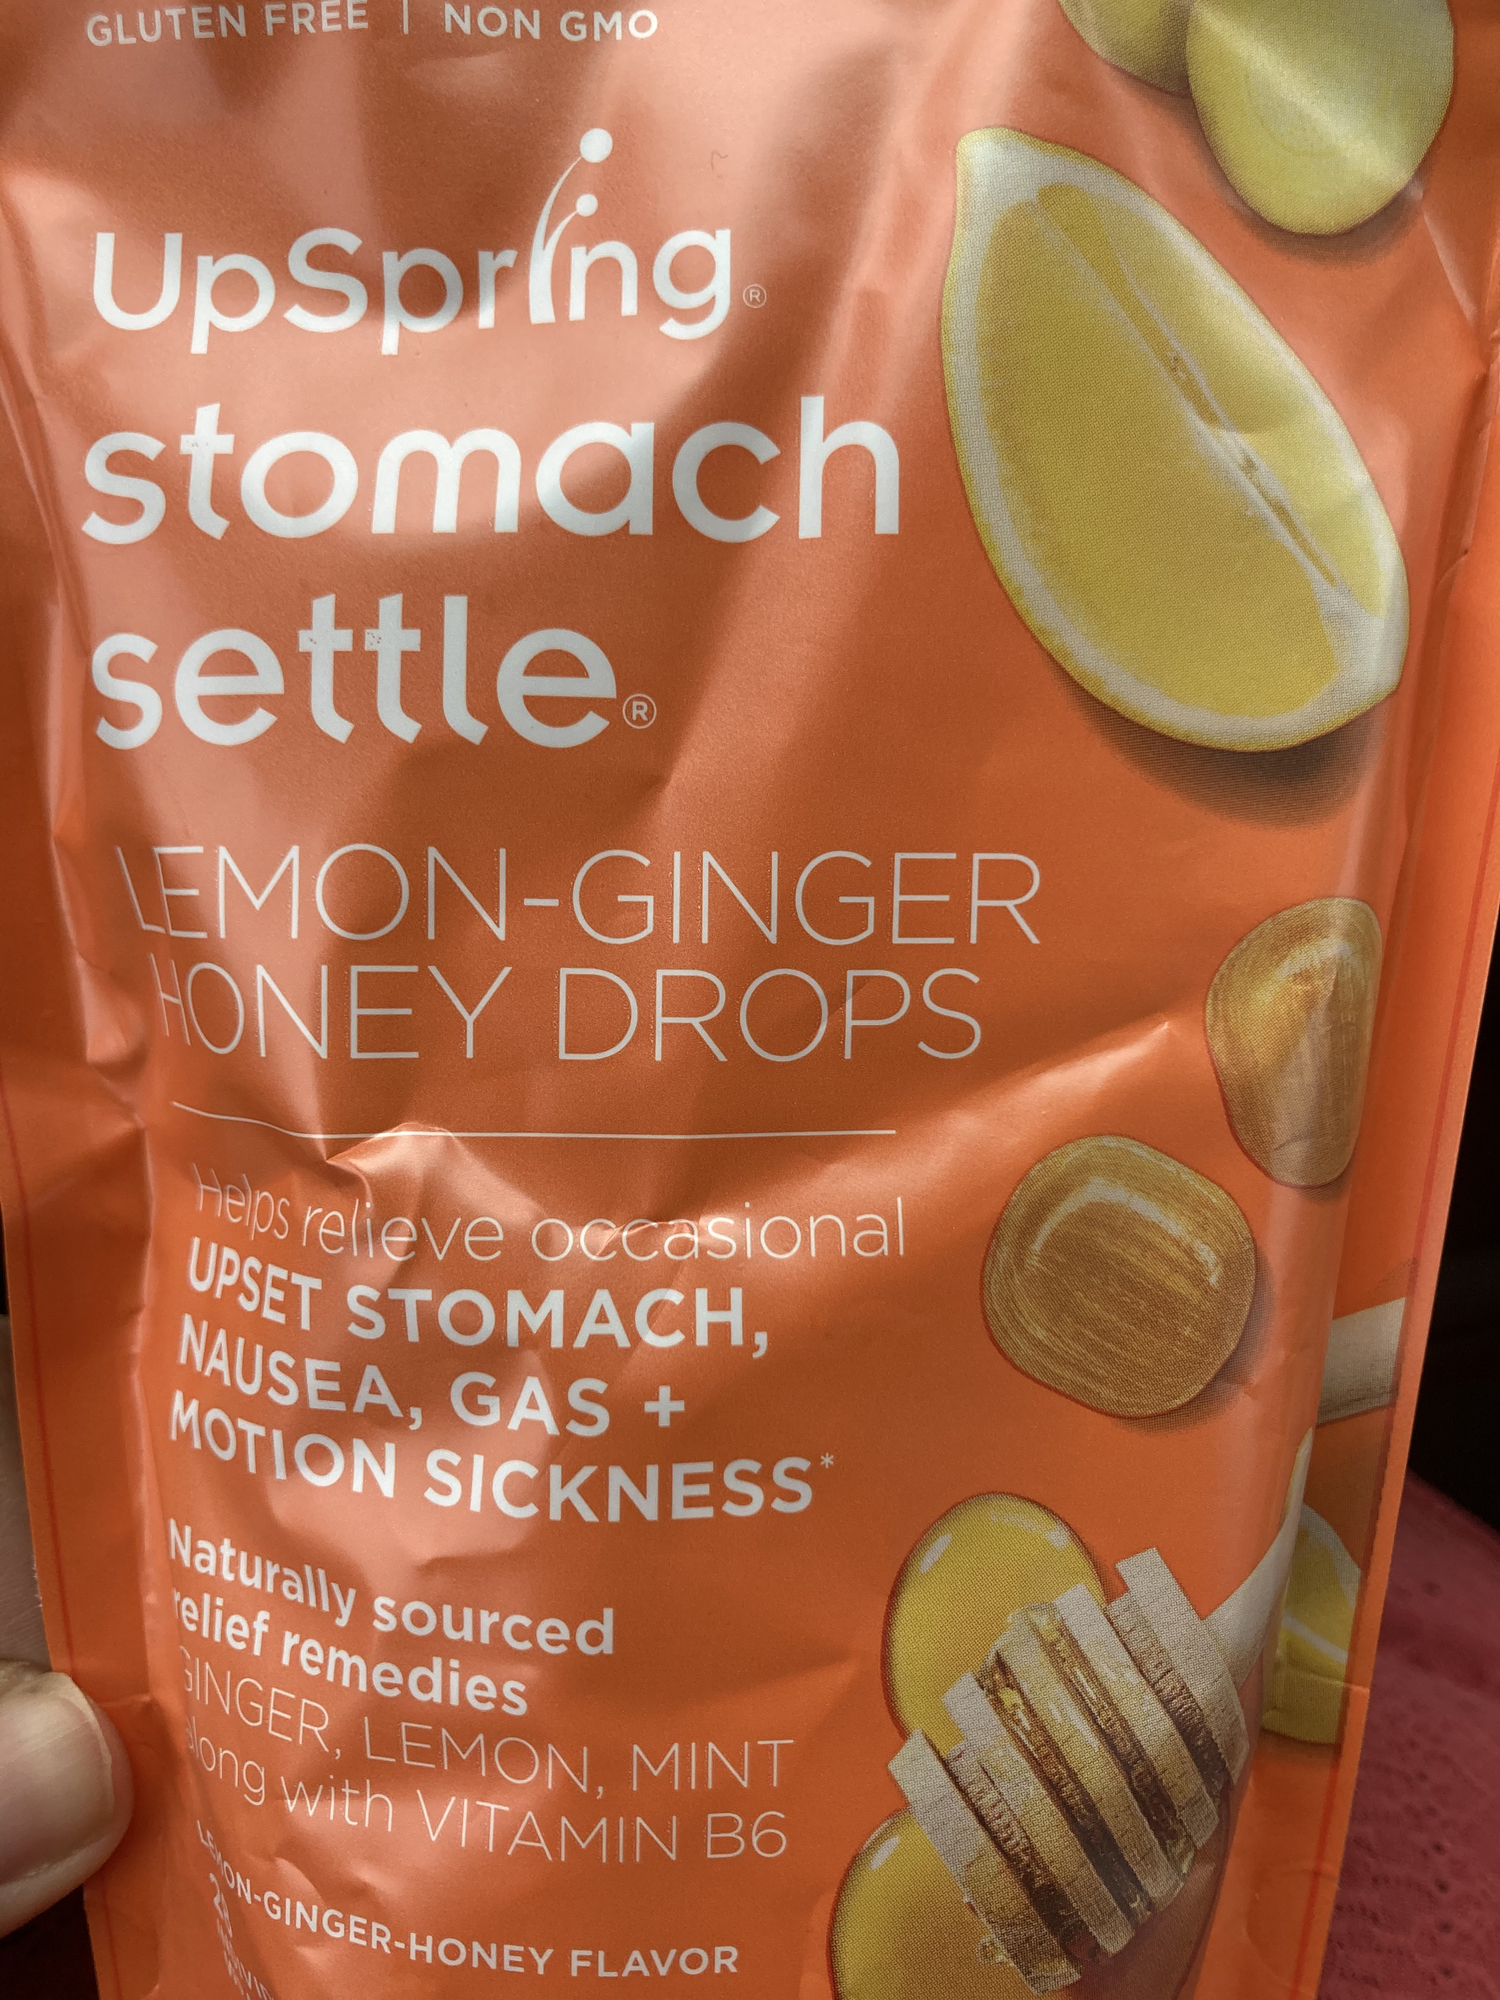 GLUTEN FREE | NON GMO
UpSpring®
stomach
settle®
LEMON-GINGER
HONEY DROPS
Helps relieve occasional
UPSET STOMACH,
NAUSEA, GAS +
MOTION SICKNESS*
Naturally sourced
relief remedies
GINGER, LEMON, MINT
along with VITAMIN B6
LEMON-GINGER-HONEY FLAVOR
28